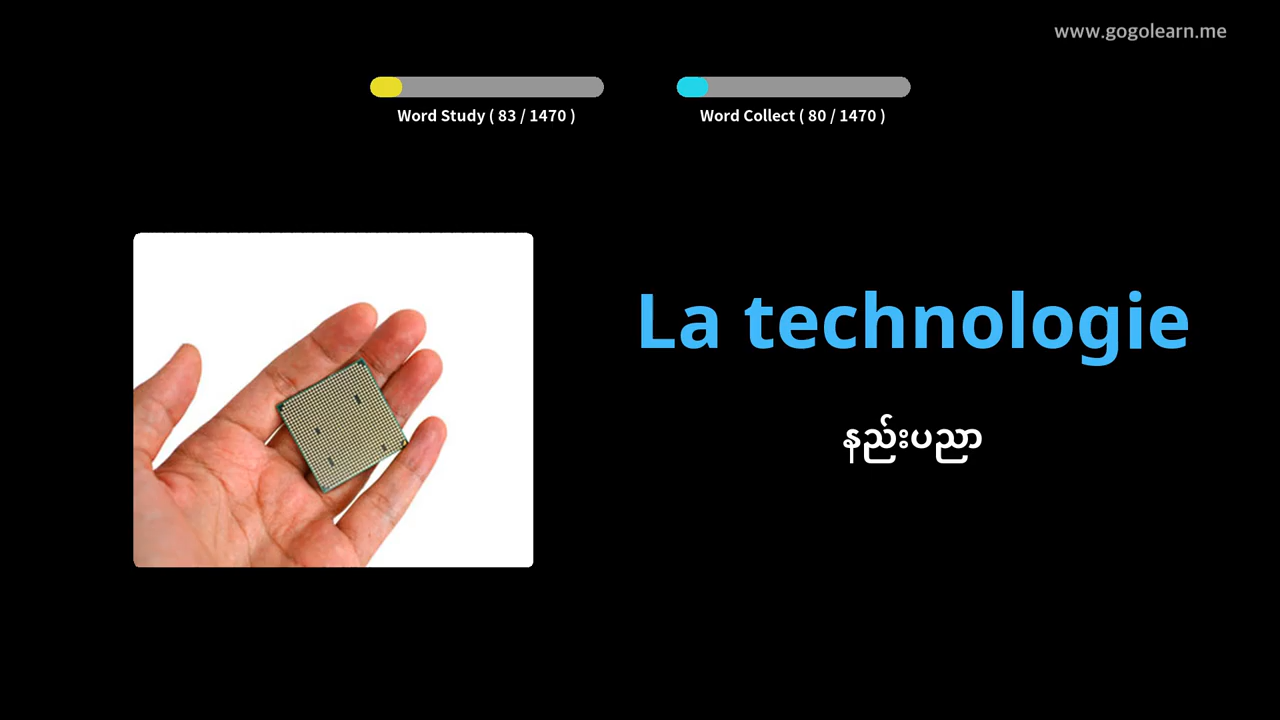 www.gogolearn.me
Word Study ( 83 / 1470 )
Word Collect ( 80 / 1470 )
La technologie
နည်းပညာ